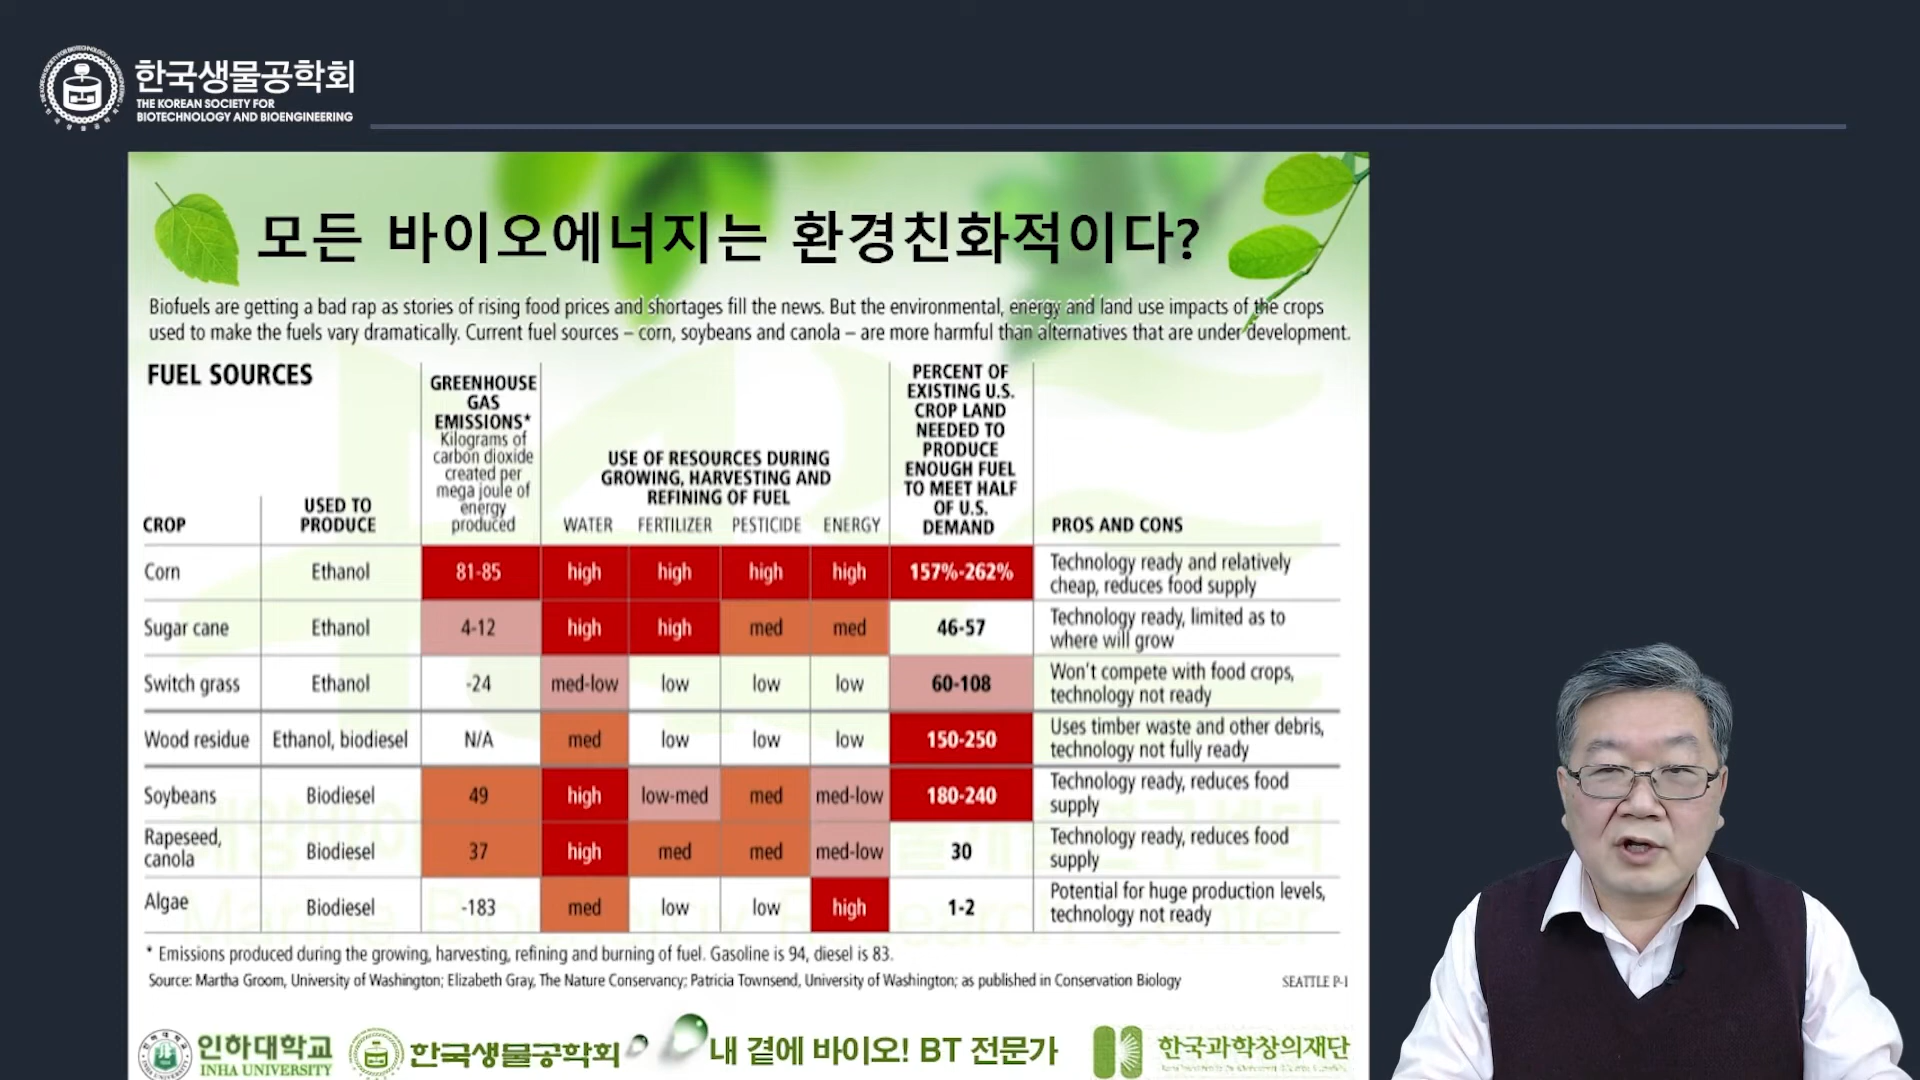 한국생물공학회
THE KOREAN SOCIETY FOR
BIOTECHNOLOGY AND BIOENGINEERING
모든 바이오에너지는 환경친화적이다?
Biofuels are getting a bad rap as stories of rising food prices and shortages fill the news. But the environmental, energy and land use impacts of the crops
used to make the fuels vary dramatically. Current fuel sources – corn, soybeans and canola – are more harmful than alternatives that are under development.
FUEL SOURCES
CROP
USED TO
PRODUCE
GREENHOUSE
GAS
EMISSIONS*
Kilograms of
carbon dioxide
created per
mega joule of
energy
produced
USE OF RESOURCES DURING
GROWING, HARVESTING AND
REFINING OF FUEL
WATER FERTILIZER PESTICIDE ENERGY
PERCENT OF
EXISTING U.S.
CROP LAND
NEEDED TO
PRODUCE
ENOUGH FUEL
TO MEET HALF
OF U.S.
DEMAND
PROS AND CONS
Corn Ethanol 81-85 high high high high 157%-262% Technology ready and relatively
cheap, reduces food supply
Sugar cane Ethanol 4-12 high high med med 46-57 Technology ready, limited as to
where will grow
Switch grass Ethanol -24 med-low low low low 60-108 Won't compete with food crops,
technology not ready
Wood residue Ethanol, biodiesel N/A med low low low 150-250 Uses timber waste and other debris,
technology not fully ready
Soybeans Biodiesel 49 high low-med med med-low 180-240 Technology ready, reduces food
supply
Rapeseed,
canola Biodiesel 37 high med med med-low 30 Technology ready, reduces food
supply
Algae Biodiesel -183 med low low high 1-2 Potential for huge production levels,
technology not ready
* Emissions produced during the growing, harvesting, refining and burning of fuel. Gasoline is 94, diesel is 83.
Source: Martha Groom, University of Washington; Elizabeth Gray, The Nature Conservancy; Patricia Townsend, University of Washington; as published in Conservation Biology
SEATTLE P-I
인하대학교
INHA UNIVERSITY
한국생물공학회
내 곁에 바이오! BT 전문가
한국과학창의재단